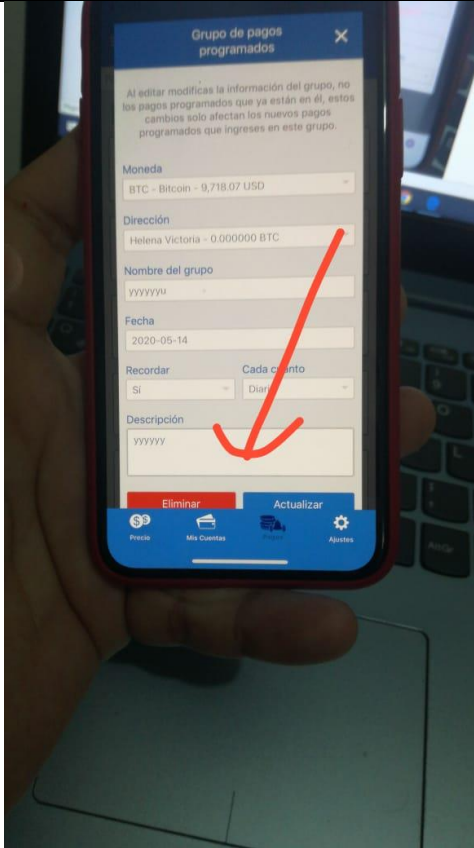 Grupo de pagos
programados
Al editar modificas la información del grupo, no
los pagos programados que ya están en él, estos
cambios solo afectan los nuevos pagos
programados que ingreses en este grupo.
Moneda
BTC - Bitcoin - 9,718.07 USD
Dirección
Helena Victoria - 0.000000 BTC
Nombre del grupo
yyyyyyu
Fecha
2020-05-14
Recordar
Cada cuanto
Sí
Diario
Descripción
yyyyyy
Eliminar
Actualizar
Precio
Mis Cuentas
Ajustes
AltGr